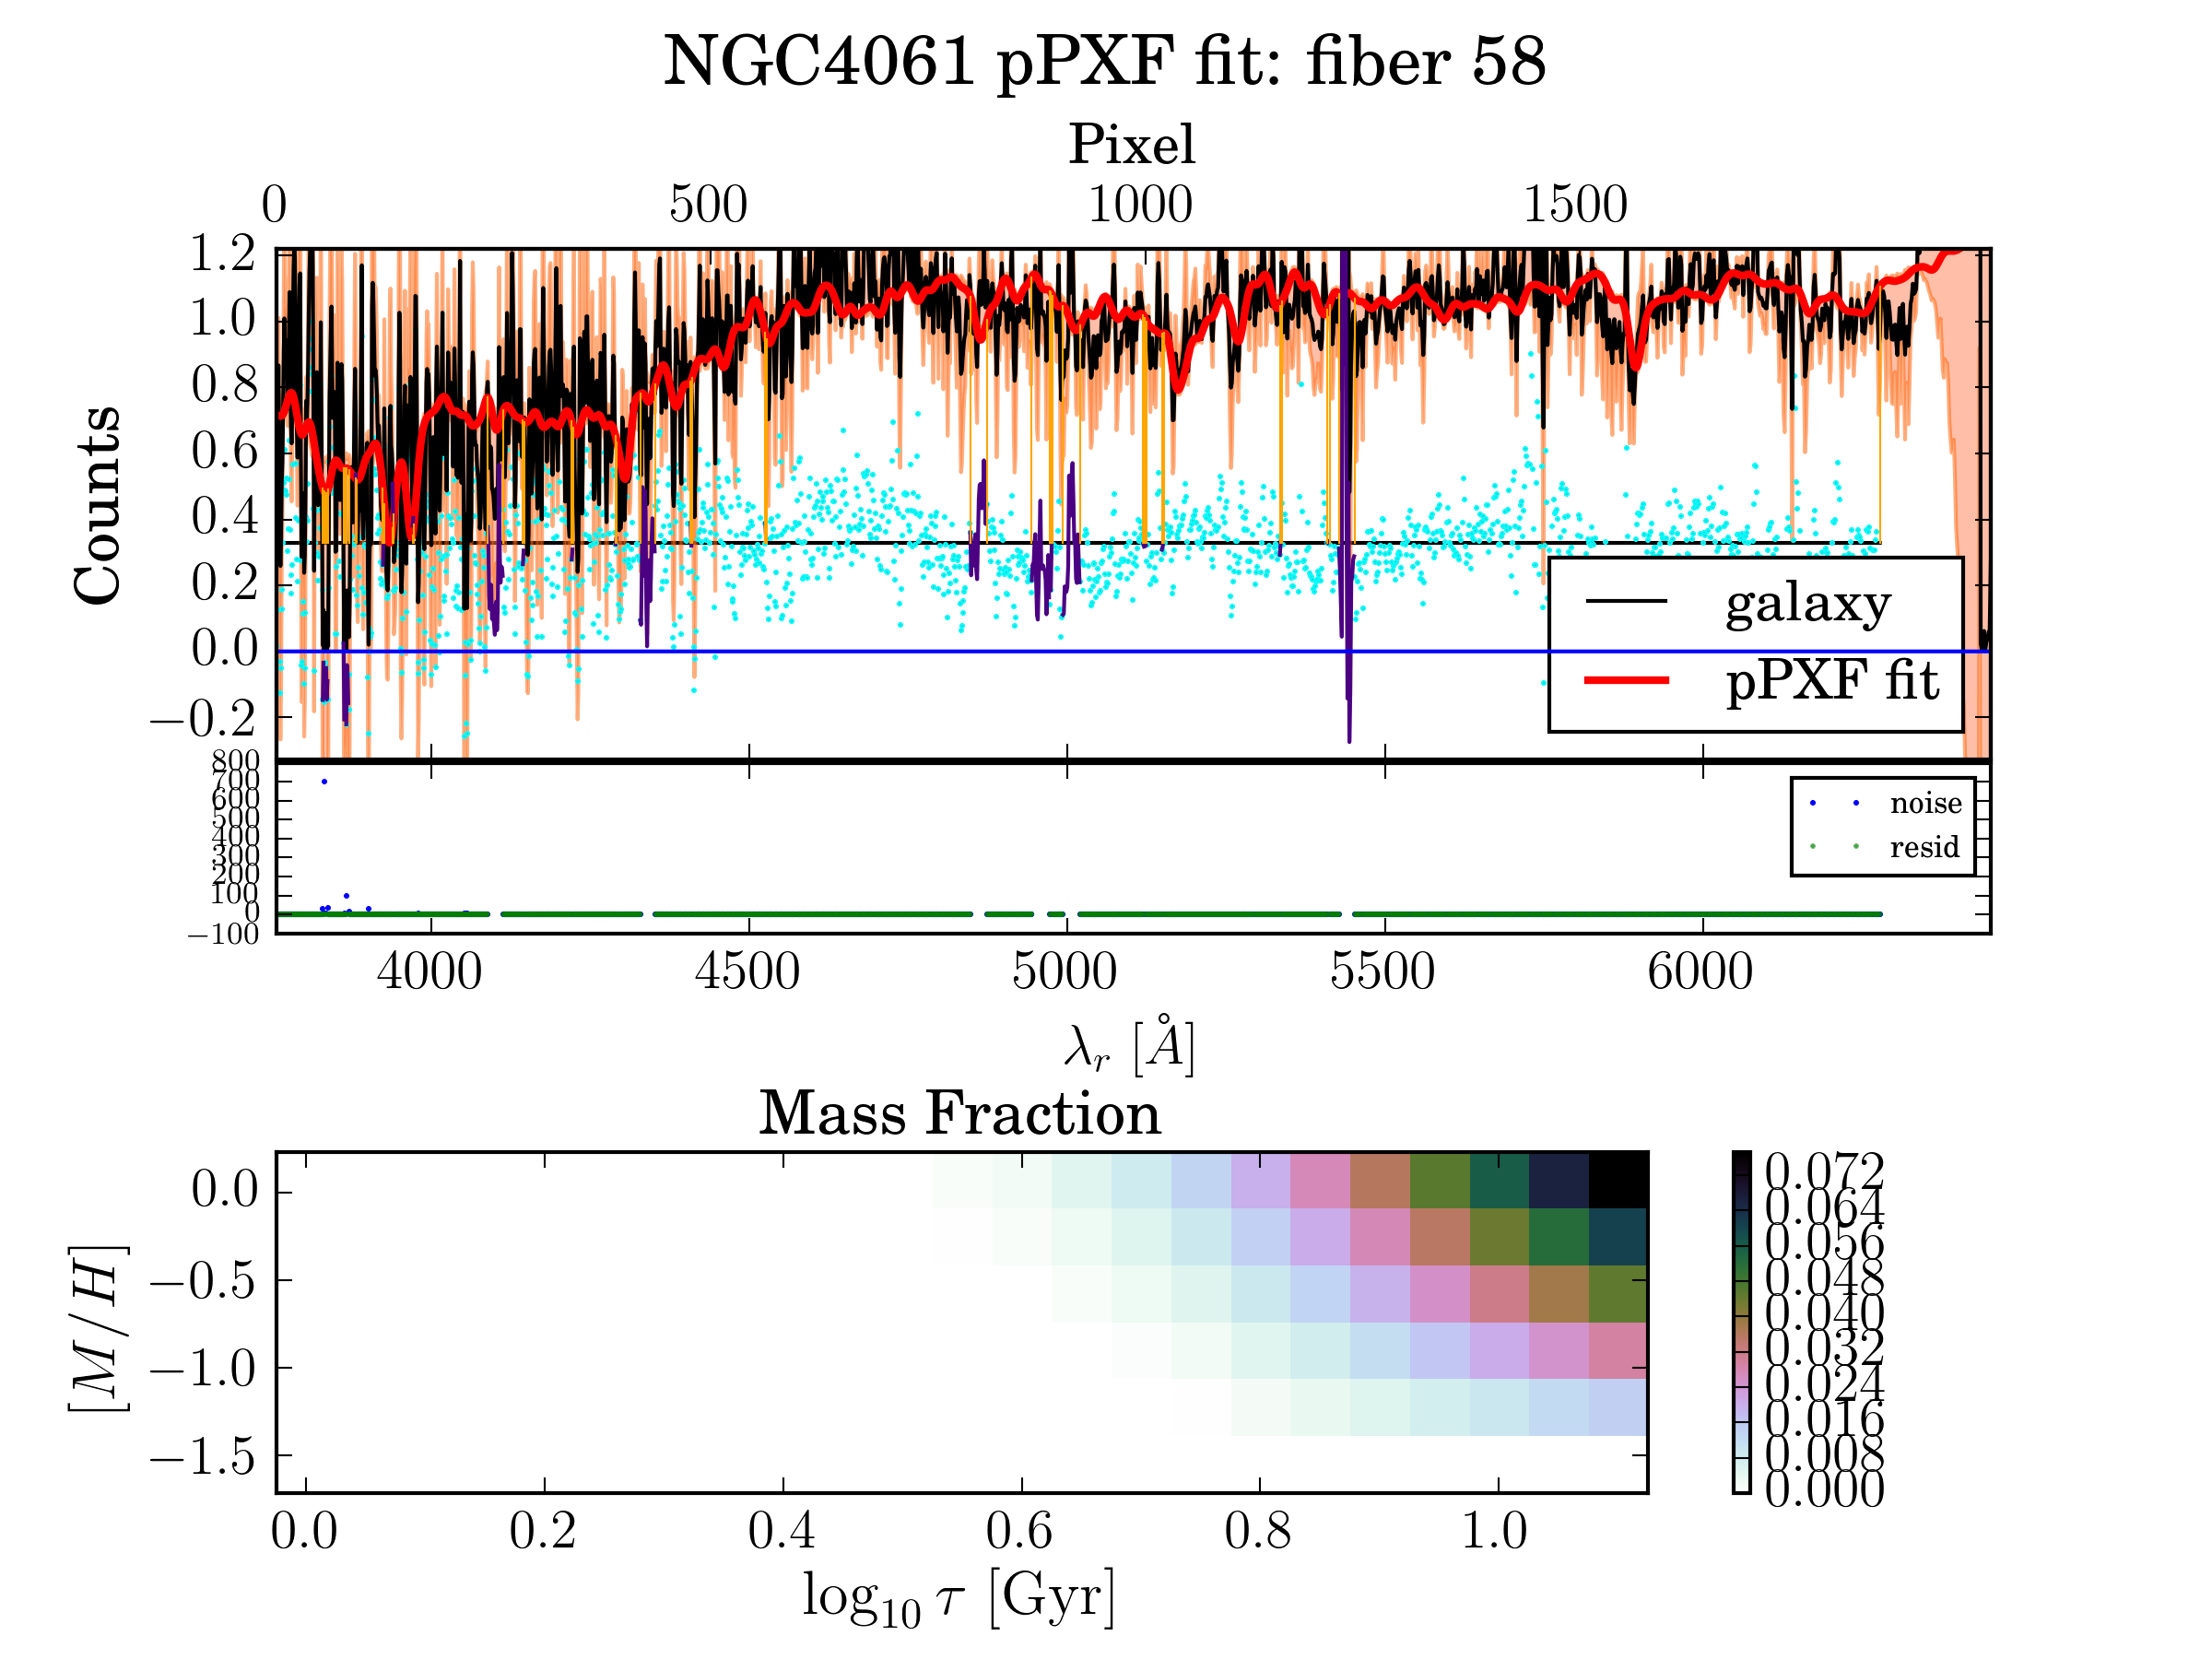 NGC4061 pPXF fit: fiber 58
Pixel
0 500 1000 1500
1.2
1.0
0.8
0.6
0.4
0.2
0.0
−0.2
Counts
galaxy
pPXF fit
800
700
600
500
400
300
200
100
0
−100
noise
resid
4000 4500 5000 5500 6000
λr [Å]
Mass Fraction
0.0
−0.5
−1.0
−1.5
[M/H]
0.0 0.2 0.4 0.6 0.8 1.0
log10 τ [Gyr]
0.072
0.064
0.056
0.048
0.040
0.032
0.024
0.016
0.008
0.000